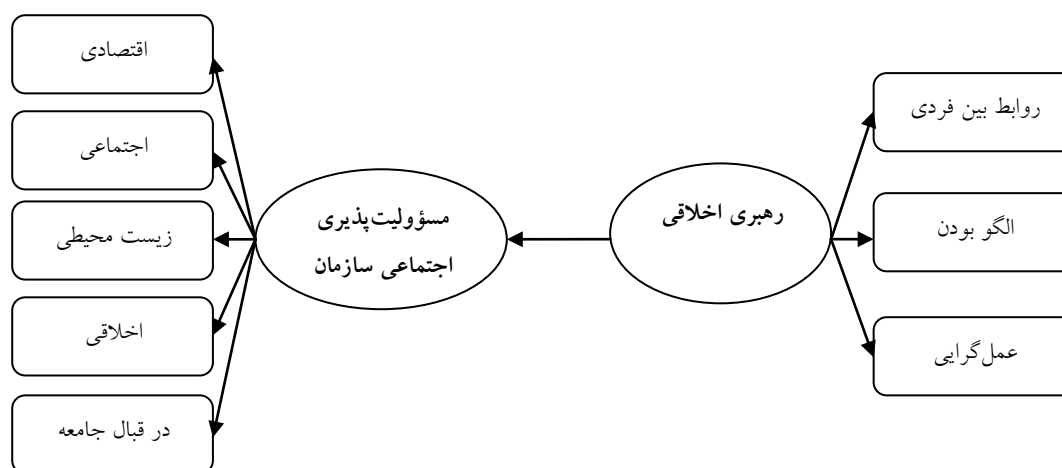 روابط بین فردی
الگو بودن
عمل‌گرایی
رهبری اخلاقی
مسؤولیت‌پذیری
اجتماعی سازمان
اقتصادی
اجتماعی
زیست محیطی
اخلاقی
در قبال جامعه